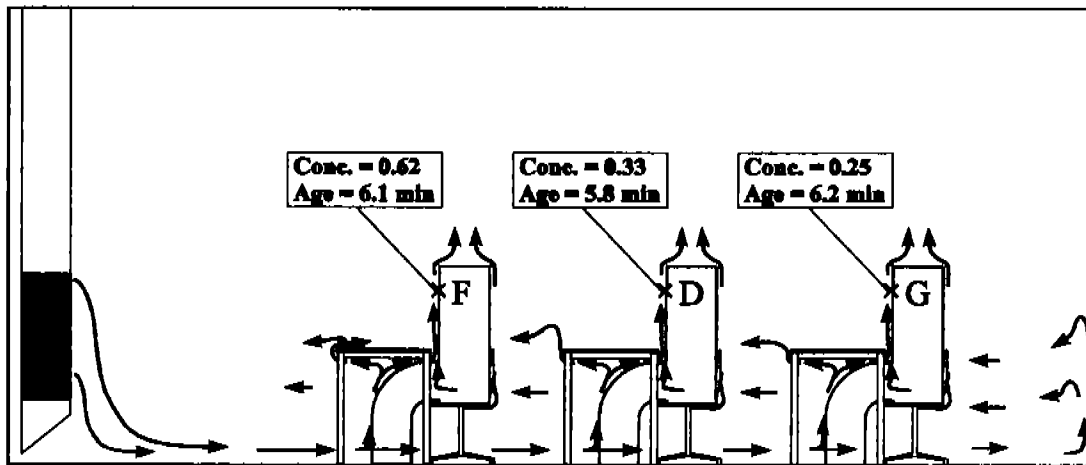 Conc. = 0.62
Age = 6.1 min
Conc. = 0.33
Age = 5.8 min
Conc. = 0.25
Age = 6.2 min
F
D
G